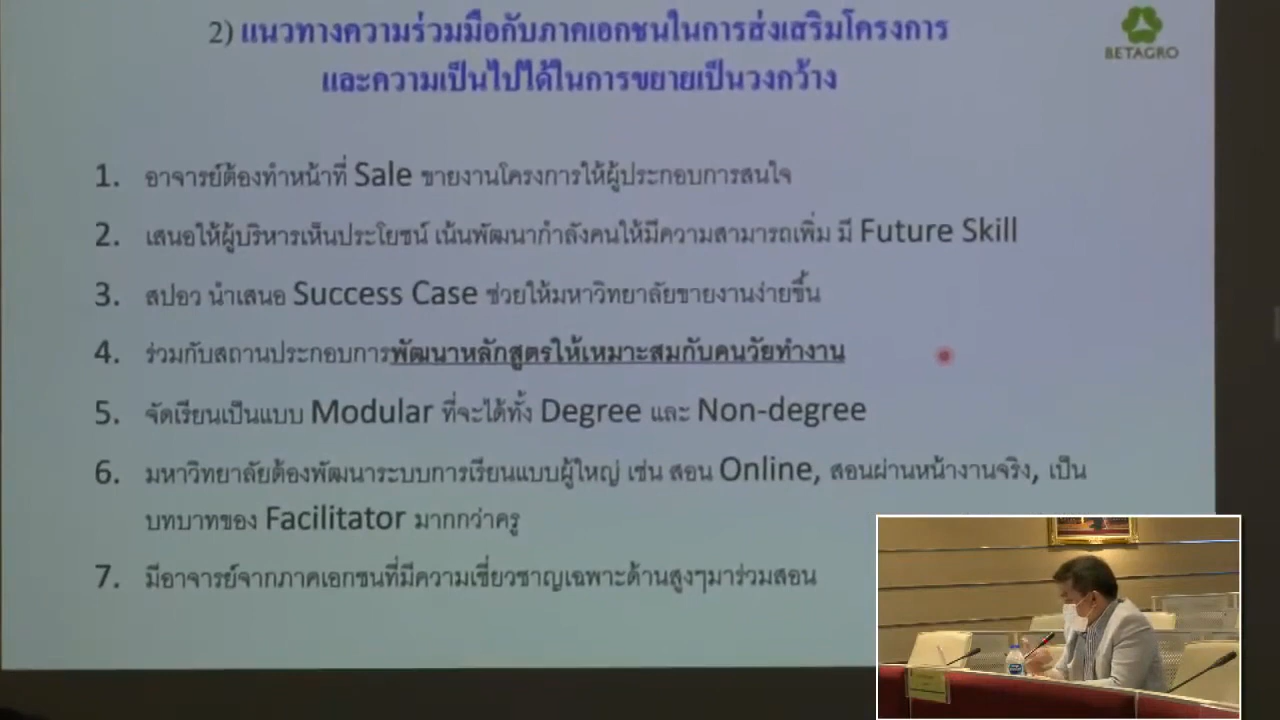 2) แนวทางความร่วมมือกับภาคเอกชนในการส่งเสริมโครงการ
และความเป็นไปได้ในการขยายเป็นวงกว้าง
BETAGRO
1. อาจารย์ต้องทำหน้าที่ Sale ขายงานโครงการให้ผู้ประกอบการสนใจ
2. เสนอให้ผู้บริหารเห็นประโยชน์ เน้นพัฒนากำลังคนให้มีความสามารถเพิ่ม มี Future Skill
3. สปอว นำเสนอ Success Case ช่วยให้มหาวิทยาลัยขายงานง่ายขึ้น
4. ร่วมกับสถานประกอบการพัฒนาหลักสูตรให้เหมาะสมกับคนวัยทำงาน
5. จัดเรียนเป็นแบบ Modular ที่จะได้ทั้ง Degree และ Non-degree
6. มหาวิทยาลัยต้องพัฒนาระบบการเรียนแบบผู้ใหญ่ เช่น สอน Online, สอนผ่านหน้างานจริง, เป็น
บทบาทของ Facilitator มากกว่าครู
7. มีอาจารย์จากภาคเอกชนที่มีความเชี่ยวชาญเฉพาะด้านสูงๆมาร่วมสอน